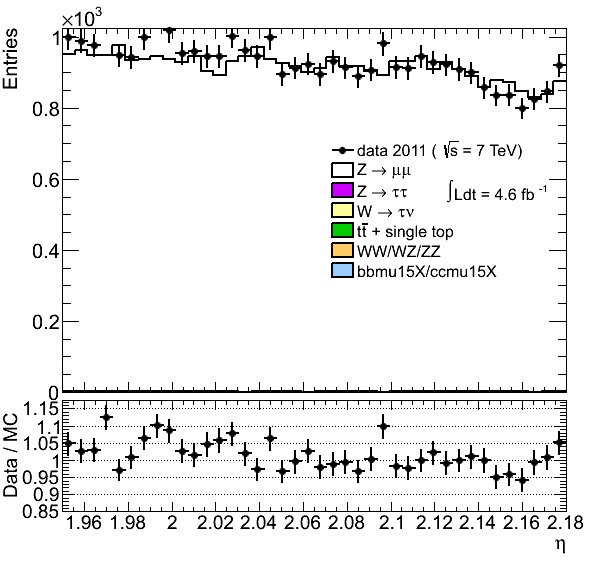 ×10³
Entries
1
0.8
0.6
0.4
0.2
0
data 2011 ( √s = 7 TeV)
Z → μμ
Z → ττ
∫Ldt = 4.6 fb⁻¹
W → τν
tt̅ + single top
WW/WZ/ZZ
bbmu15X/ccmu15X
Data / MC
1.15
1.1
1.05
1
0.95
0.9
0.85
1.96 1.98 2 2.02 2.04 2.06 2.08 2.1 2.12 2.14 2.16 2.18
η